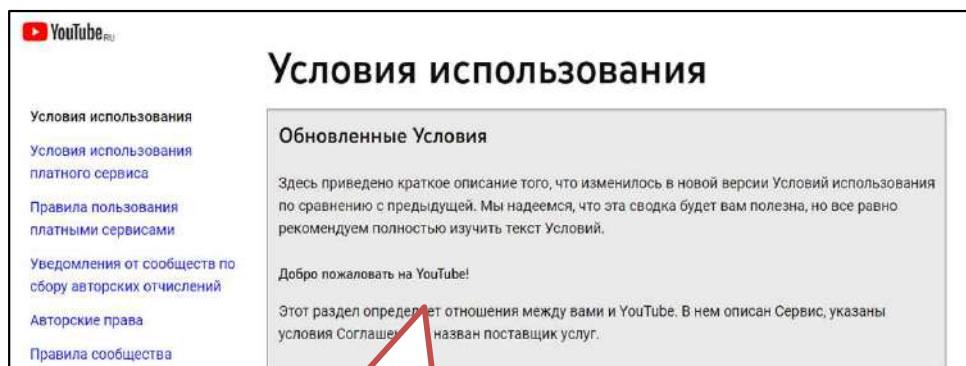 YouTube RU
Условия использования
Условия использования
Условия использования
платного сервиса
Правила пользования
платными сервисами
Уведомления от сообществ по
сбору авторских отчислений
Авторские права
Правила сообщества
Обновленные Условия
Здесь приведено краткое описание того, что изменилось в новой версии Условий использования
по сравнению с предыдущей. Мы надеемся, что эта сводка будет вам полезна, но все равно
рекомендуем полностью изучить текст Условий.
Добро пожаловать на YouTube!
Этот раздел определяет отношения между вами и YouTube. В нем описан Сервис, указаны
условия назван поставщик услуг.